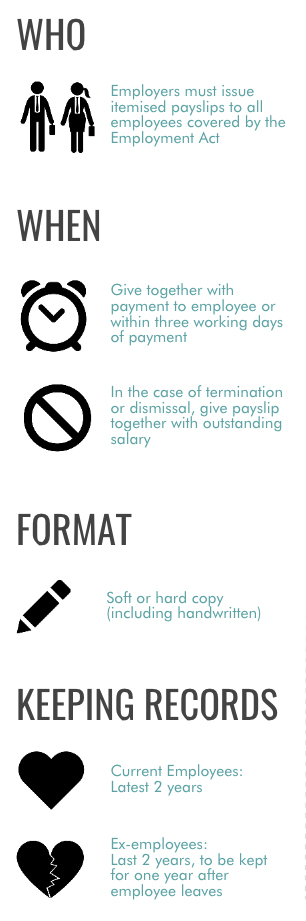 WHO
Employers must issue
itemised payslips to all
employees covered by the
Employment Act
WHEN
Give together with
payment to employee or
within three working days
of payment
In the case of termination
or dismissal, give payslip
together with outstanding
salary
FORMAT
Soft or hard copy
(including handwritten)
KEEPING RECORDS
Current Employees:
Latest 2 years
Ex-employees:
Last 2 years, to be kept
for one year after
employee leaves